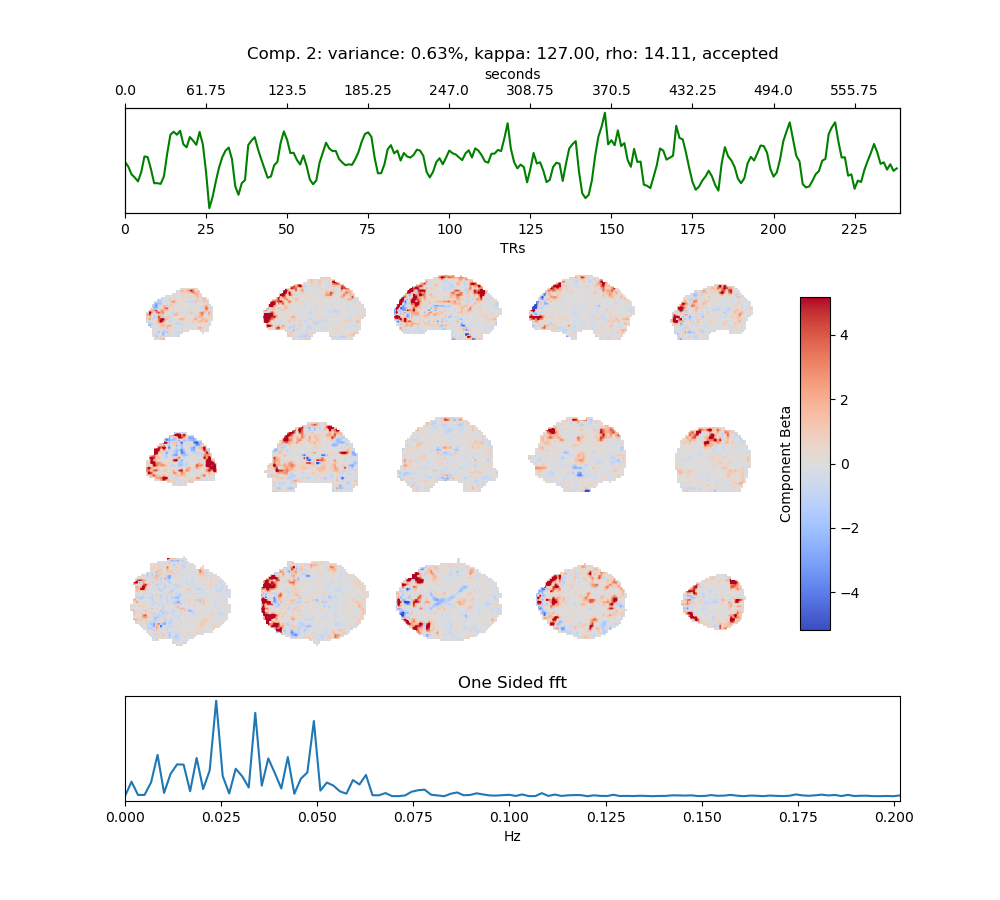 Comp. 2: variance: 0.63%, kappa: 127.00, rho: 14.11, accepted
seconds
0.0 61.75 123.5 185.25 247.0 308.75 370.5 432.25 494.0 555.75
0 25 50 75 100 125 150 175 200 225
TRs
4
2
0
−2
−4
Component Beta
One Sided fft
0.000 0.025 0.050 0.075 0.100 0.125 0.150 0.175 0.200
Hz